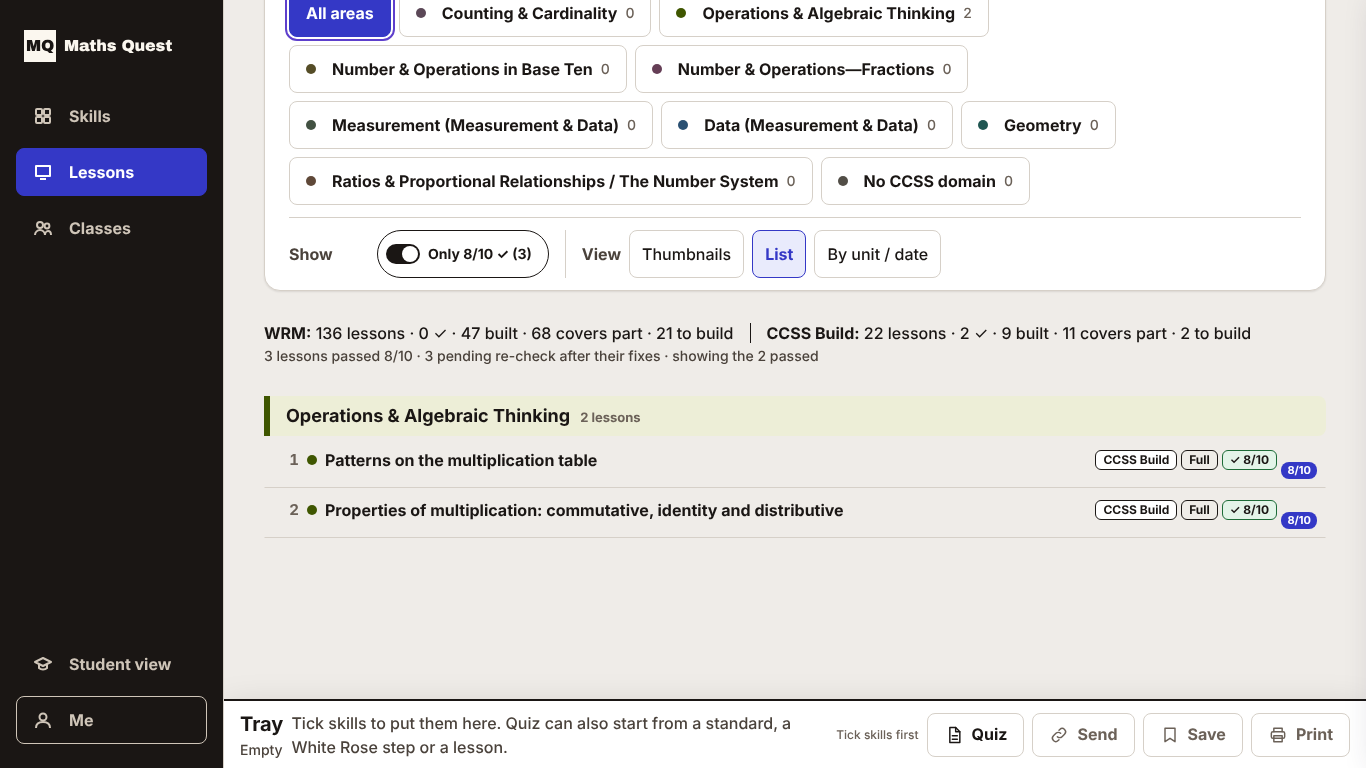 MQ Maths Quest
Skills
Lessons
Classes
Student view
Me
All areas
Counting & Cardinality 0
Operations & Algebraic Thinking 2
Number & Operations in Base Ten 0
Number & Operations—Fractions 0
Measurement (Measurement & Data) 0
Data (Measurement & Data) 0
Geometry 0
Ratios & Proportional Relationships / The Number System 0
No CCSS domain 0
Show
Only 8/10 ✓ (3)
View
Thumbnails
List
By unit / date
WRM: 136 lessons · 0 ✓ · 47 built · 68 covers part · 21 to build
CCSS Build: 22 lessons · 2 ✓ · 9 built · 11 covers part · 2 to build
3 lessons passed 8/10 · 3 pending re-check after their fixes · showing the 2 passed
Operations & Algebraic Thinking 2 lessons
1 Patterns on the multiplication table CCSS Build Full ✓ 8/10 8/10
2 Properties of multiplication: commutative, identity and distributive CCSS Build Full ✓ 8/10 8/10
Tray
Empty
Tick skills to put them here. Quiz can also start from a standard, a
White Rose step or a lesson.
Tick skills first
Quiz
Send
Save
Print